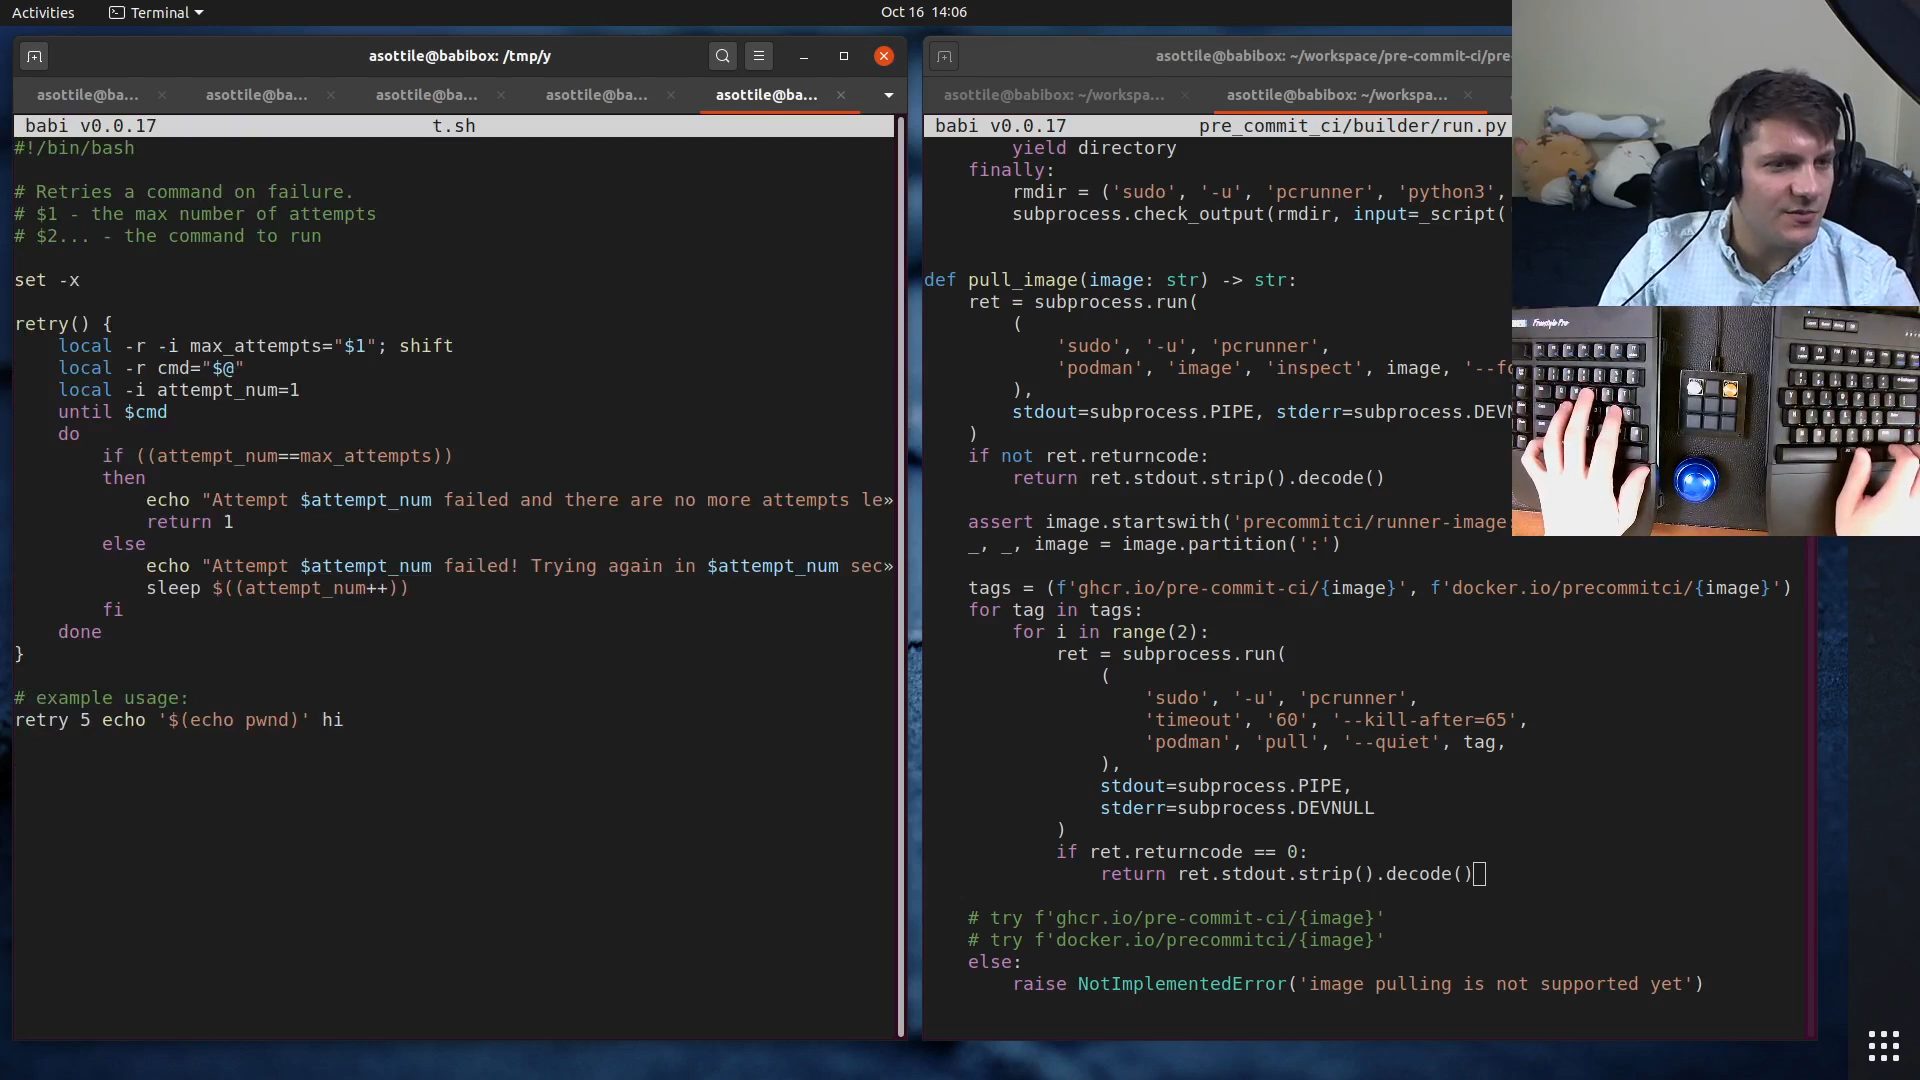 Activities
Terminal
Oct 16 14:06
asottile@babibox: /tmp/y
asottile@ba...
asottile@ba...
asottile@ba...
asottile@ba...
asottile@ba...
babi v0.0.17 t.sh
#!/bin/bash

# Retries a command on failure.
# $1 - the max number of attempts
# $2... - the command to run

set -x

retry() {
    local -r -i max_attempts="$1"; shift
    local -r cmd="$@"
    local -i attempt_num=1
    until $cmd
    do
        if ((attempt_num==max_attempts))
        then
            echo "Attempt $attempt_num failed and there are no more attempts le»
            return 1
        else
            echo "Attempt $attempt_num failed! Trying again in $attempt_num sec»
            sleep $((attempt_num++))
        fi
    done
}

# example usage:
retry 5 echo '$(echo pwnd)' hi
asottile@babibox: ~/workspace/pre-commit-ci/pre
asottile@babibox: ~/workspa...
asottile@babibox: ~/workspa...
babi v0.0.17 pre_commit_ci/builder/run.py
        yield directory
    finally:
        rmdir = ('sudo', '-u', 'pcrunner', 'python3',
        subprocess.check_output(rmdir, input=_script(


def pull_image(image: str) -> str:
    ret = subprocess.run(
        (
            'sudo', '-u', 'pcrunner',
            'podman', 'image', 'inspect', image, '--fo
        ),
        stdout=subprocess.PIPE, stderr=subprocess.DEVN
    )
    if not ret.returncode:
        return ret.stdout.strip().decode()

    assert image.startswith('precommitci/runner-image
    _, _, image = image.partition(':')

    tags = (f'ghcr.io/pre-commit-ci/{image}', f'docker.io/precommitci/{image}')
    for tag in tags:
        for i in range(2):
            ret = subprocess.run(
                (
                    'sudo', '-u', 'pcrunner',
                    'timeout', '60', '--kill-after=65',
                    'podman', 'pull', '--quiet', tag,
                ),
                stdout=subprocess.PIPE,
                stderr=subprocess.DEVNULL
            )
            if ret.returncode == 0:
                return ret.stdout.strip().decode()

    # try f'ghcr.io/pre-commit-ci/{image}'
    # try f'docker.io/precommitci/{image}'
    else:
        raise NotImplementedError('image pulling is not supported yet')
Freestyle Pro